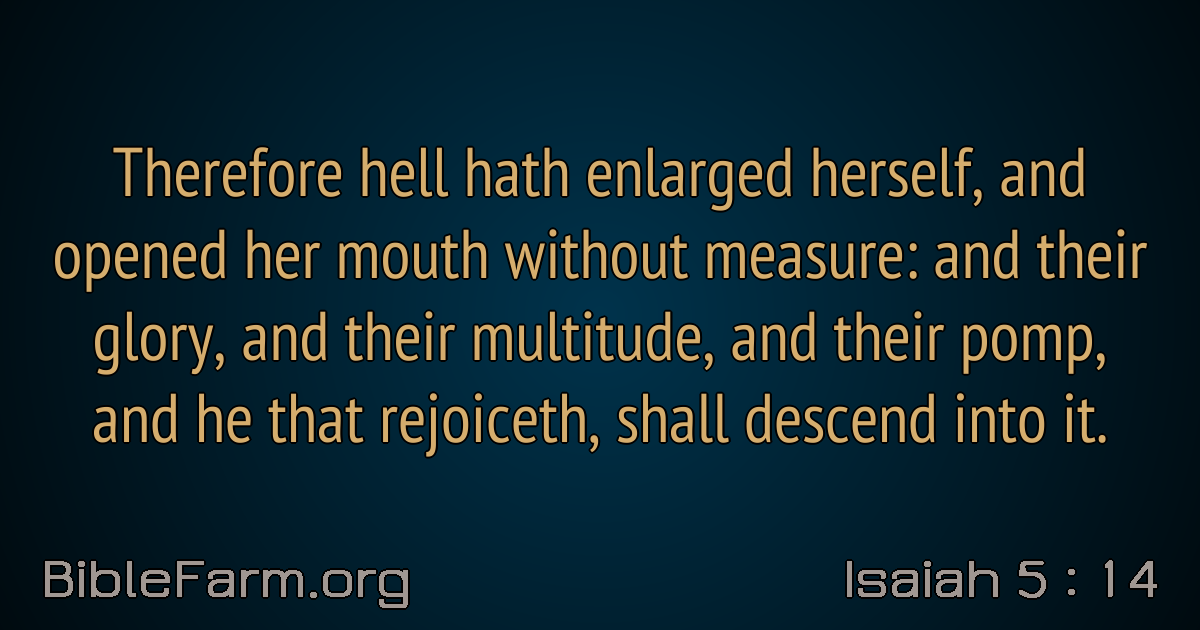 Therefore hell hath enlarged herself, and
opened her mouth without measure: and their
glory, and their multitude, and their pomp,
and he that rejoiceth, shall descend into it.
BibleFarm.org
Isaiah 5 : 14